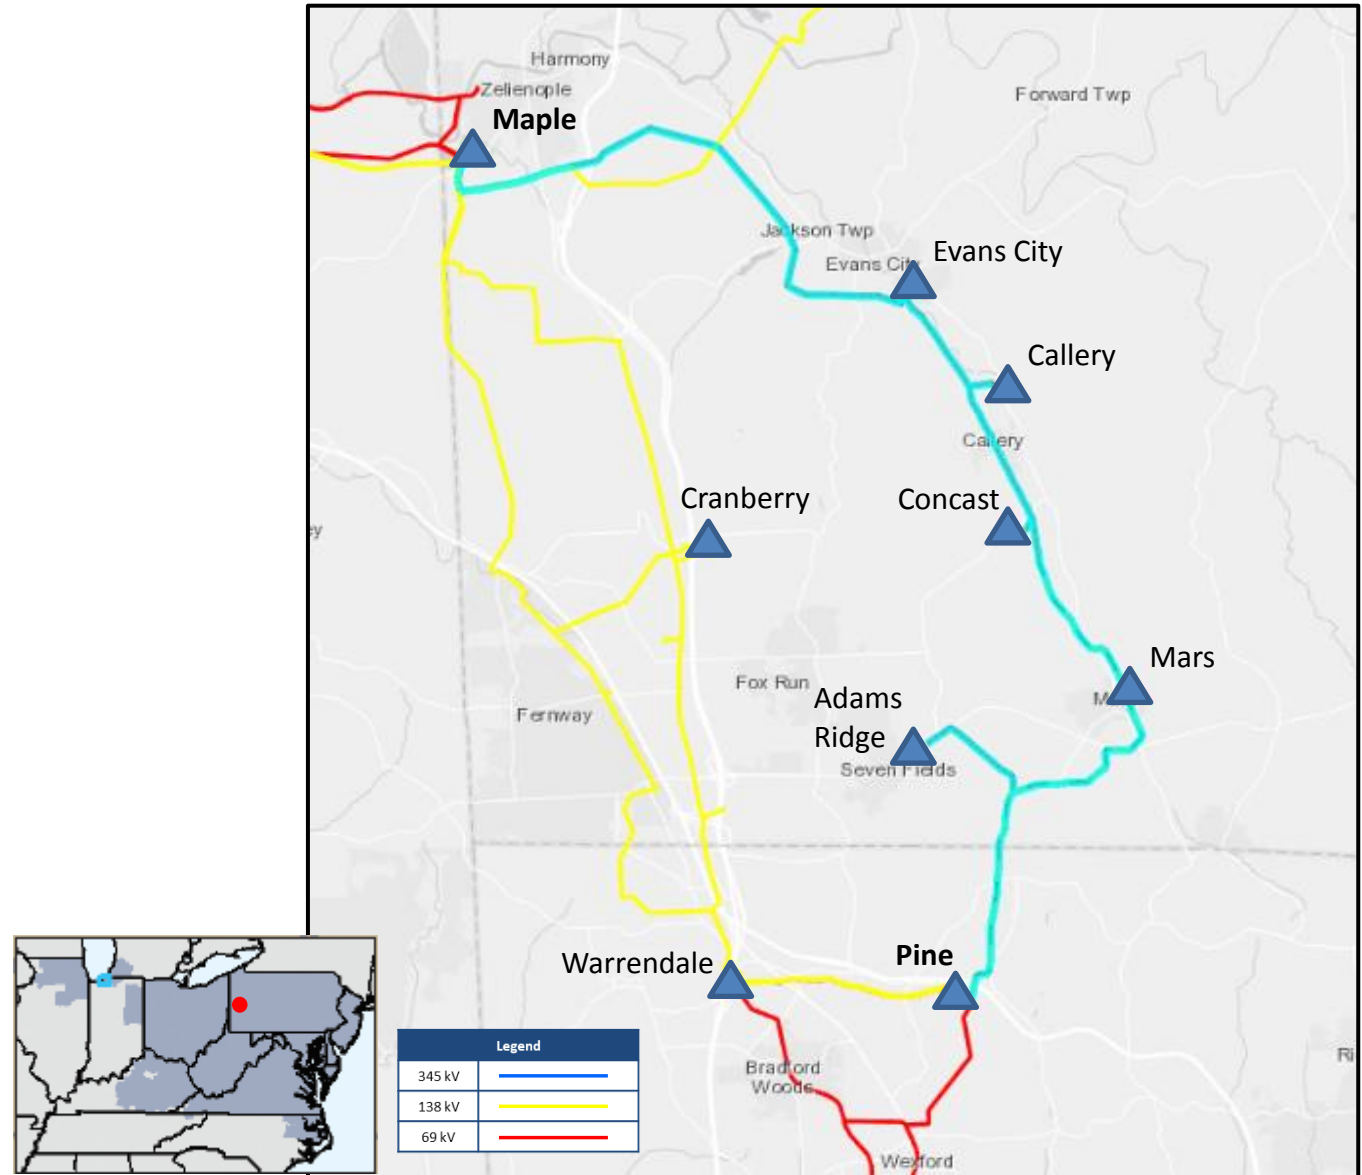 Harmony
Zelienople
Maple
Forward Twp
Jackson Twp
Evans City
Evans City
Callery
Callery
Cranberry
Concast
Mars
Fox Run
Adams
Ridge
Fernway
Seven Fields
Warrendale
Pine
Bradford
Woods
Wexford
Legend
345 kV
138 kV
69 kV